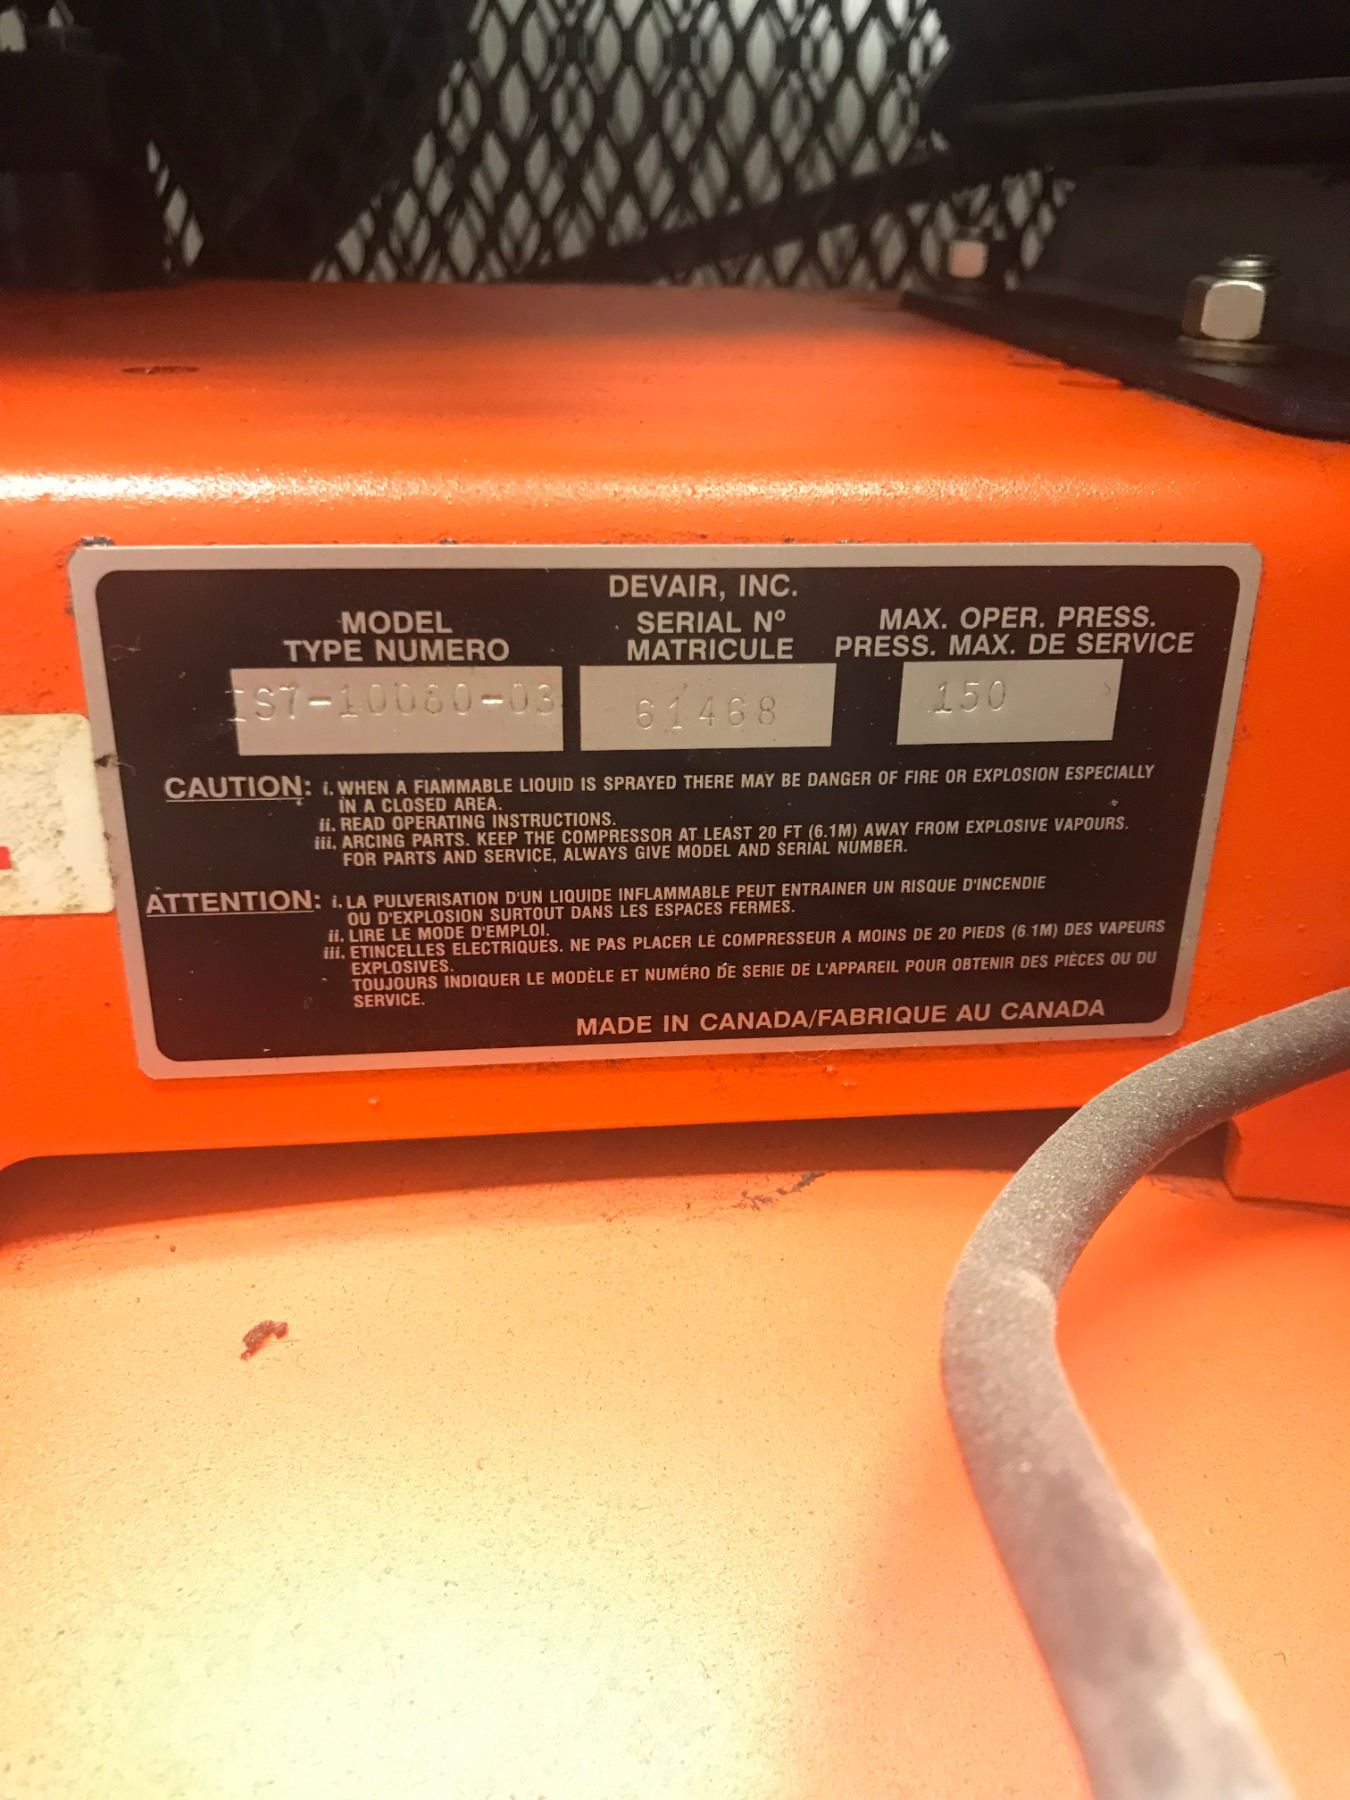 DEVAIR, INC.
MODEL
TYPE NUMERO
SERIAL Nº
MATRICULE
MAX. OPER. PRESS.
PRESS. MAX. DE SERVICE
61468
150
CAUTION: i. WHEN A FIAMMABLE LIQUID IS SPRAYED THERE MAY BE DANGER OF FIRE OR EXPLOSION ESPECIALLY
IN A CLOSED AREA.
ii. READ OPERATING INSTRUCTIONS.
iii. ARCING PARTS. KEEP THE COMPRESSOR AT LEAST 20 FT (6.1M) AWAY FROM EXPLOSIVE VAPOURS.
FOR PARTS AND SERVICE, ALWAYS GIVE MODEL AND SERIAL NUMBER.
ATTENTION: i. LA PULVERISATION D'UN LIQUIDE INFLAMMABLE PEUT ENTRAINER UN RISQUE D'INCENDIE
OU D'EXPLOSION SURTOUT DANS LES ESPACES FERMES.
ii. LIRE LE MODE D'EMPLOI.
iii. ETINCELLES ELECTRIQUES. NE PAS PLACER LE COMPRESSEUR A MOINS DE 20 PIEDS (6.1M) DES VAPEURS
EXPLOSIVES.
TOUJOURS INDIQUER LE MODÈLE ET NUMÉRO DE SERIE DE L'APPAREIL POUR OBTENIR DES PIÈCES OU DU
SERVICE.
MADE IN CANADA/FABRIQUE AU CANADA